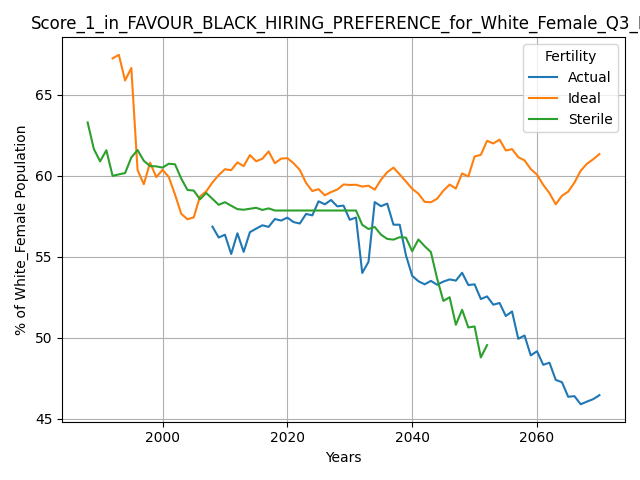 Score_1_in_FAVOUR_BLACK_HIRING_PREFERENCE_for_White_Female_Q3_
Fertility
Actual
Ideal
Sterile
% of White_Female Population
65
60
55
50
45
2000
2020
2040
2060
Years